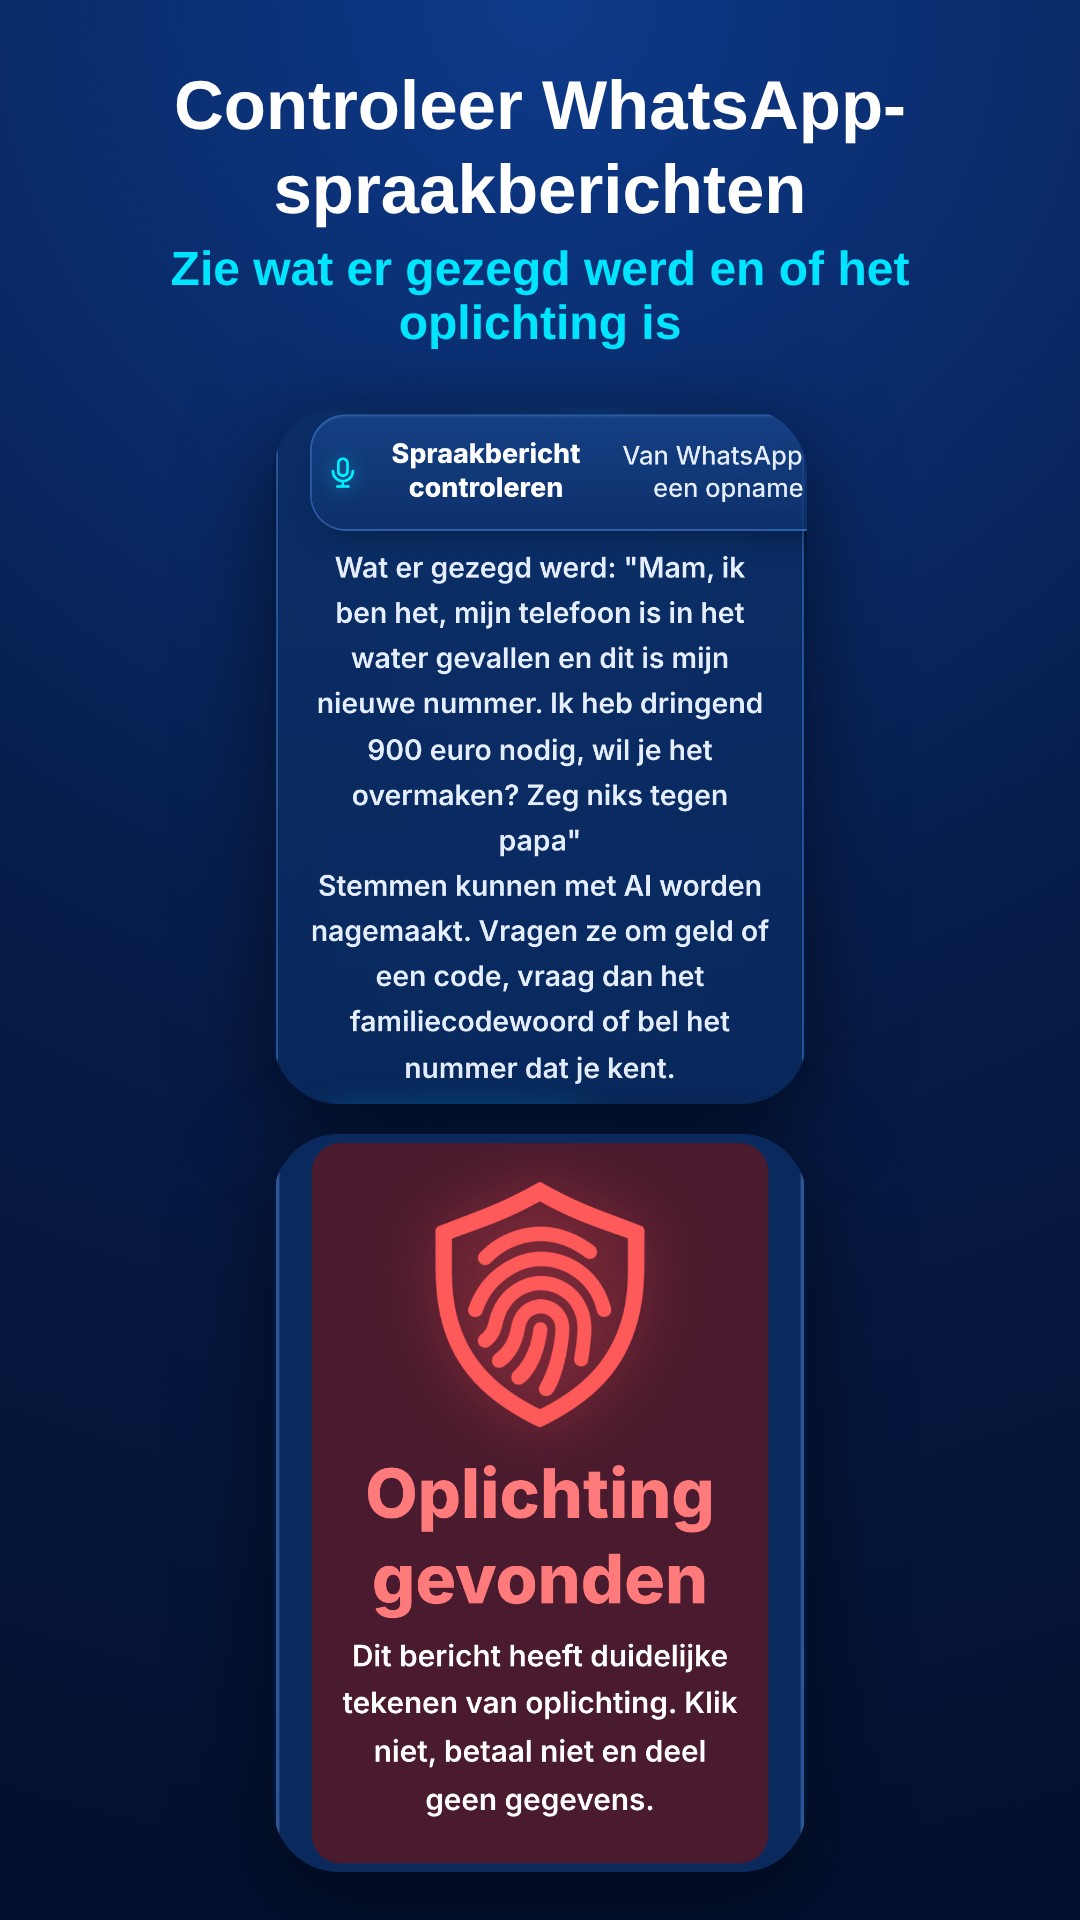 Controleer WhatsApp-
spraakberichten
Zie wat er gezegd werd en of het
oplichting is
Spraakbericht
controleren
Van WhatsApp
een opname
Wat er gezegd werd: "Mam, ik
ben het, mijn telefoon is in het
water gevallen en dit is mijn
nieuwe nummer. Ik heb dringend
900 euro nodig, wil je het
overmaken? Zeg niks tegen
papa"
Stemmen kunnen met AI worden
nagemaakt. Vragen ze om geld of
een code, vraag dan het
familiecodewoord of bel het
nummer dat je kent.
Oplichting
gevonden
Dit bericht heeft duidelijke
tekenen van oplichting. Klik
niet, betaal niet en deel
geen gegevens.